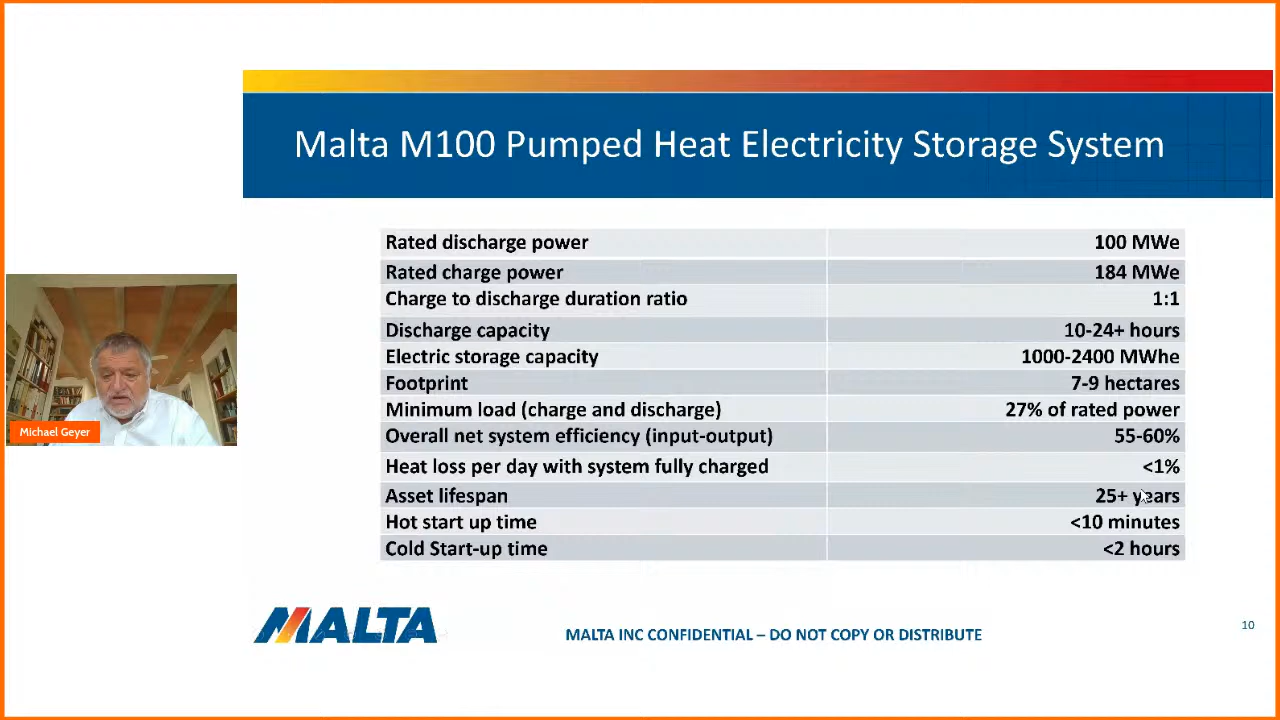 Malta M100 Pumped Heat Electricity Storage System
Rated discharge power 100 MWe
Rated charge power 184 MWe
Charge to discharge duration ratio 1:1
Discharge capacity 10-24+ hours
Electric storage capacity 1000-2400 MWhe
Footprint 7-9 hectares
Minimum load (charge and discharge) 27% of rated power
Overall net system efficiency (input-output) 55-60%
Heat loss per day with system fully charged <1%
Asset lifespan 25+ years
Hot start up time <10 minutes
Cold Start-up time <2 hours
Michael Geyer
MALTA
MALTA INC CONFIDENTIAL – DO NOT COPY OR DISTRIBUTE
10